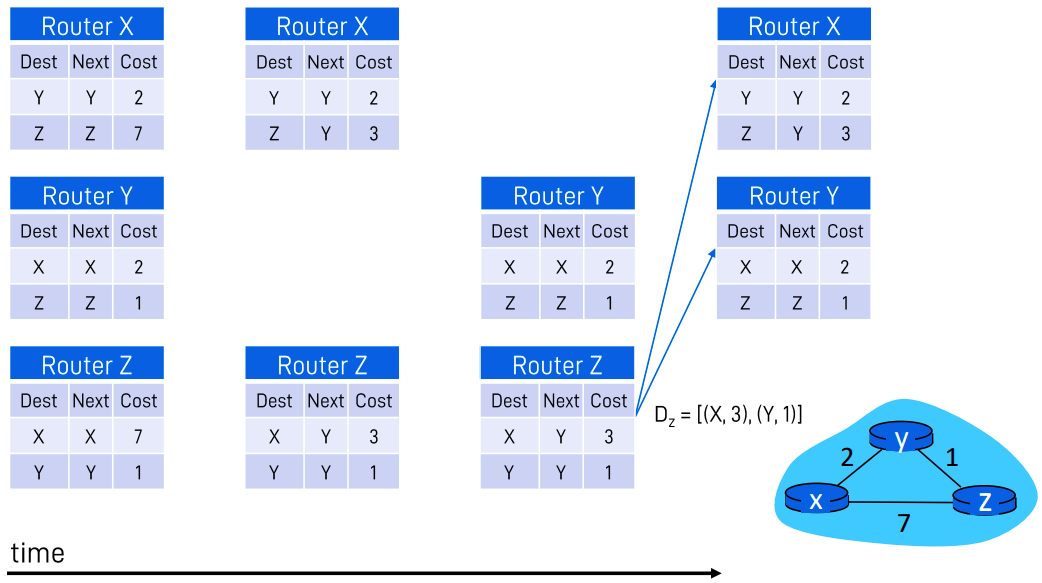 Router X
Dest Next Cost
Y Y 2
Z Z 7
Router X
Dest Next Cost
Y Y 2
Z Y 3
Router X
Dest Next Cost
Y Y 2
Z Y 3
Router Y
Dest Next Cost
X X 2
Z Z 1
Router Y
Dest Next Cost
X X 2
Z Z 1
Router Y
Dest Next Cost
X X 2
Z Z 1
Router Z
Dest Next Cost
X X 7
Y Y 1
Router Z
Dest Next Cost
X Y 3
Y Y 1
Router Z
Dest Next Cost
X Y 3
Y Y 1
Dz = [(X, 3), (Y, 1)]
y
2
1
x
z
7
time